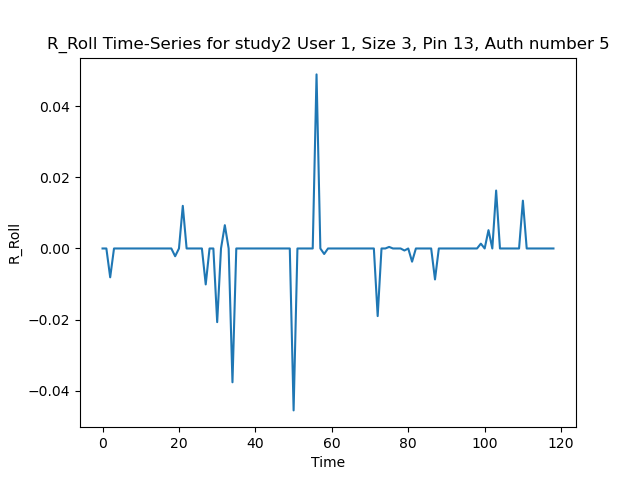 R_Roll Time-Series for study2 User 1, Size 3, Pin 13, Auth number 5
0.04
0.02
0.00
−0.02
−0.04
R_Roll
0 20 40 60 80 100 120
Time